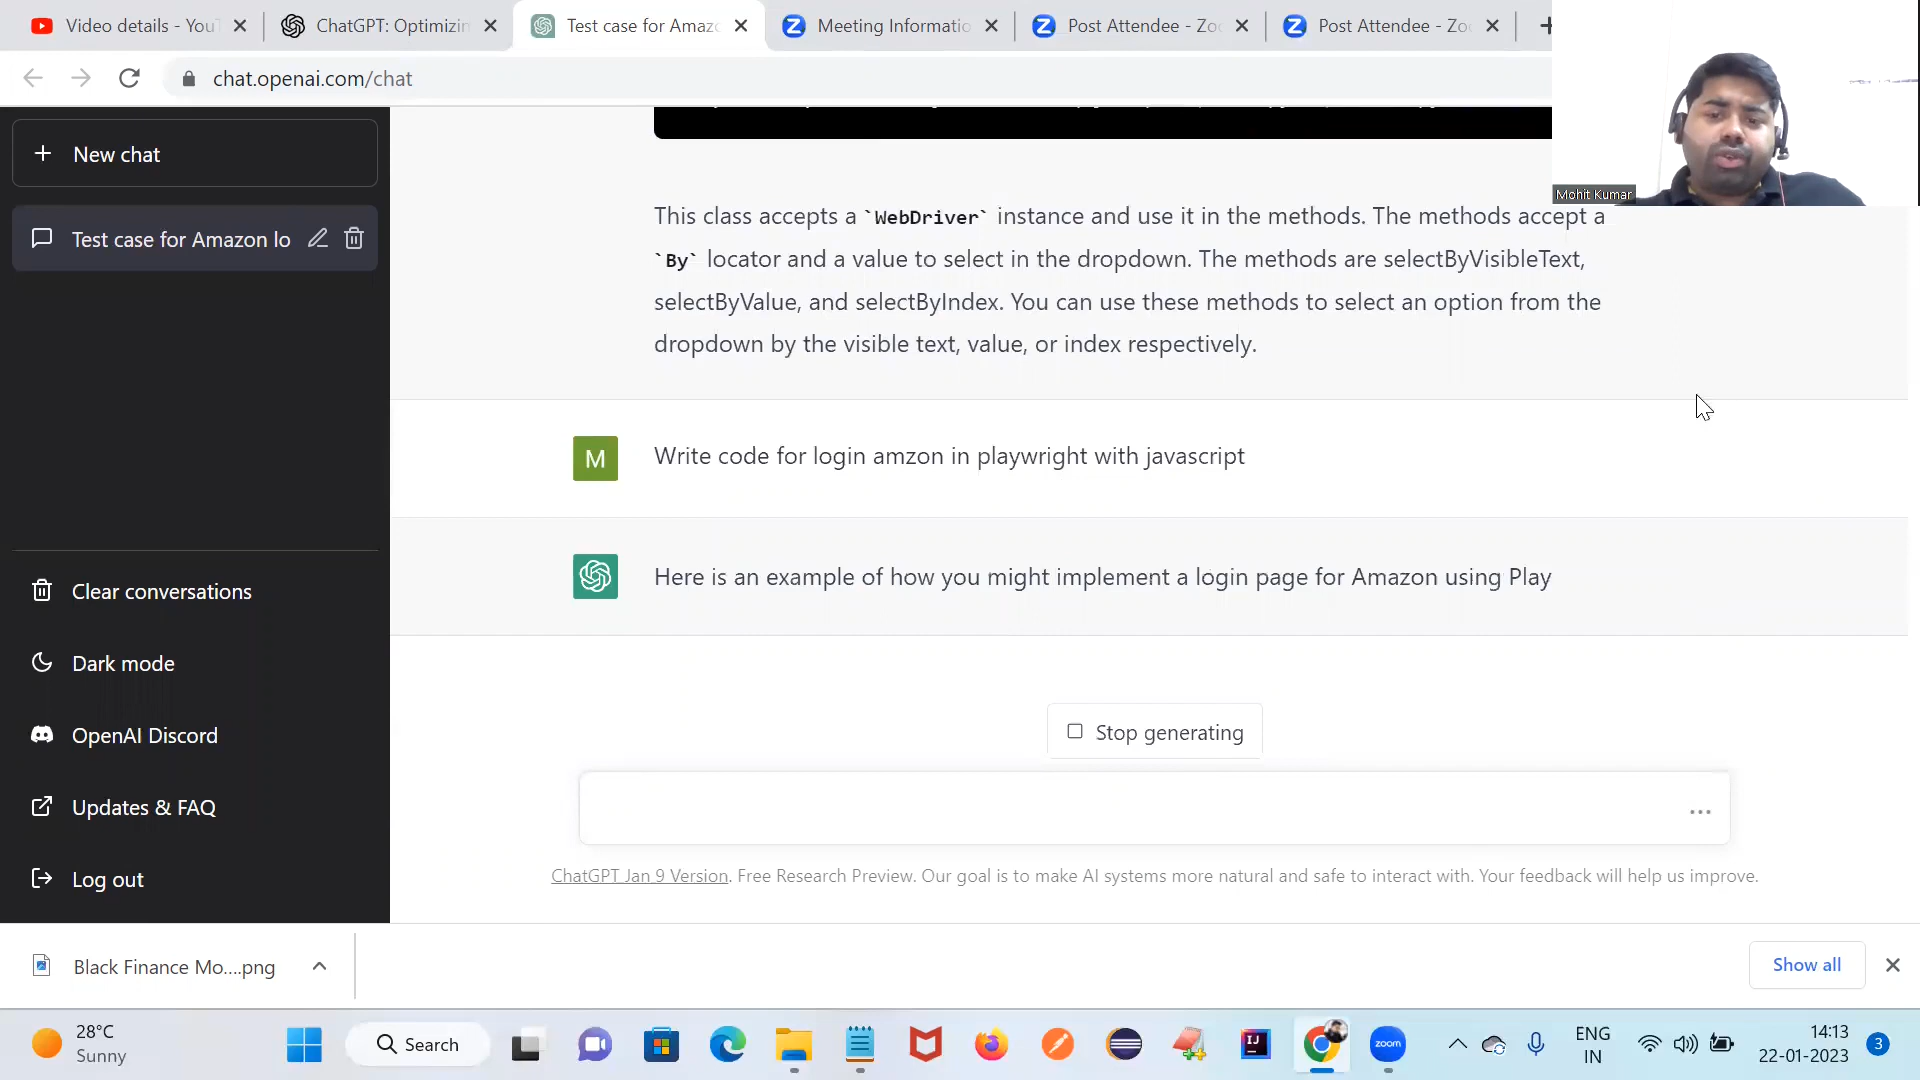 Video details - You
ChatGPT: Optimizin
Test case for Amazo
Meeting Informatio
Post Attendee - Zo
Post Attendee - Zo
chat.openai.com/chat
Mohit Kumar
New chat
Test case for Amazon lo
Clear conversations
Dark mode
OpenAI Discord
Updates & FAQ
Log out
This class accepts a `WebDriver` instance and use it in the methods. The methods accept a
`By` locator and a value to select in the dropdown. The methods are selectByVisibleText,
selectByValue, and selectByIndex. You can use these methods to select an option from the
dropdown by the visible text, value, or index respectively.
M
Write code for login amzon in playwright with javascript
Here is an example of how you might implement a login page for Amazon using Play
Stop generating
ChatGPT Jan 9 Version. Free Research Preview. Our goal is to make AI systems more natural and safe to interact with. Your feedback will help us improve.
Black Finance Mo....png
Show all
28°C
Sunny
Search
IJ
zoom
ENG
IN
14:13
22-01-2023
3